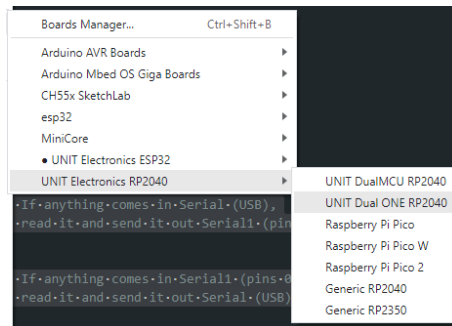 Boards Manager... Ctrl+Shift+B
Arduino AVR Boards
Arduino Mbed OS Giga Boards
CH55x SketchLab
esp32
MiniCore
● UNIT Electronics ESP32
UNIT Electronics RP2040
UNIT DualMCU RP2040
UNIT Dual ONE RP2040
Raspberry Pi Pico
Raspberry Pi Pico W
Raspberry Pi Pico 2
Generic RP2040
Generic RP2350
·If·anything·comes·in·Serial·(USB),
·read·it·and·send·it·out·Serial1·(pin
·If·anything·comes·in·Serial1·(pins·0
·read·it·and·send·it·out·Serial·(USB)